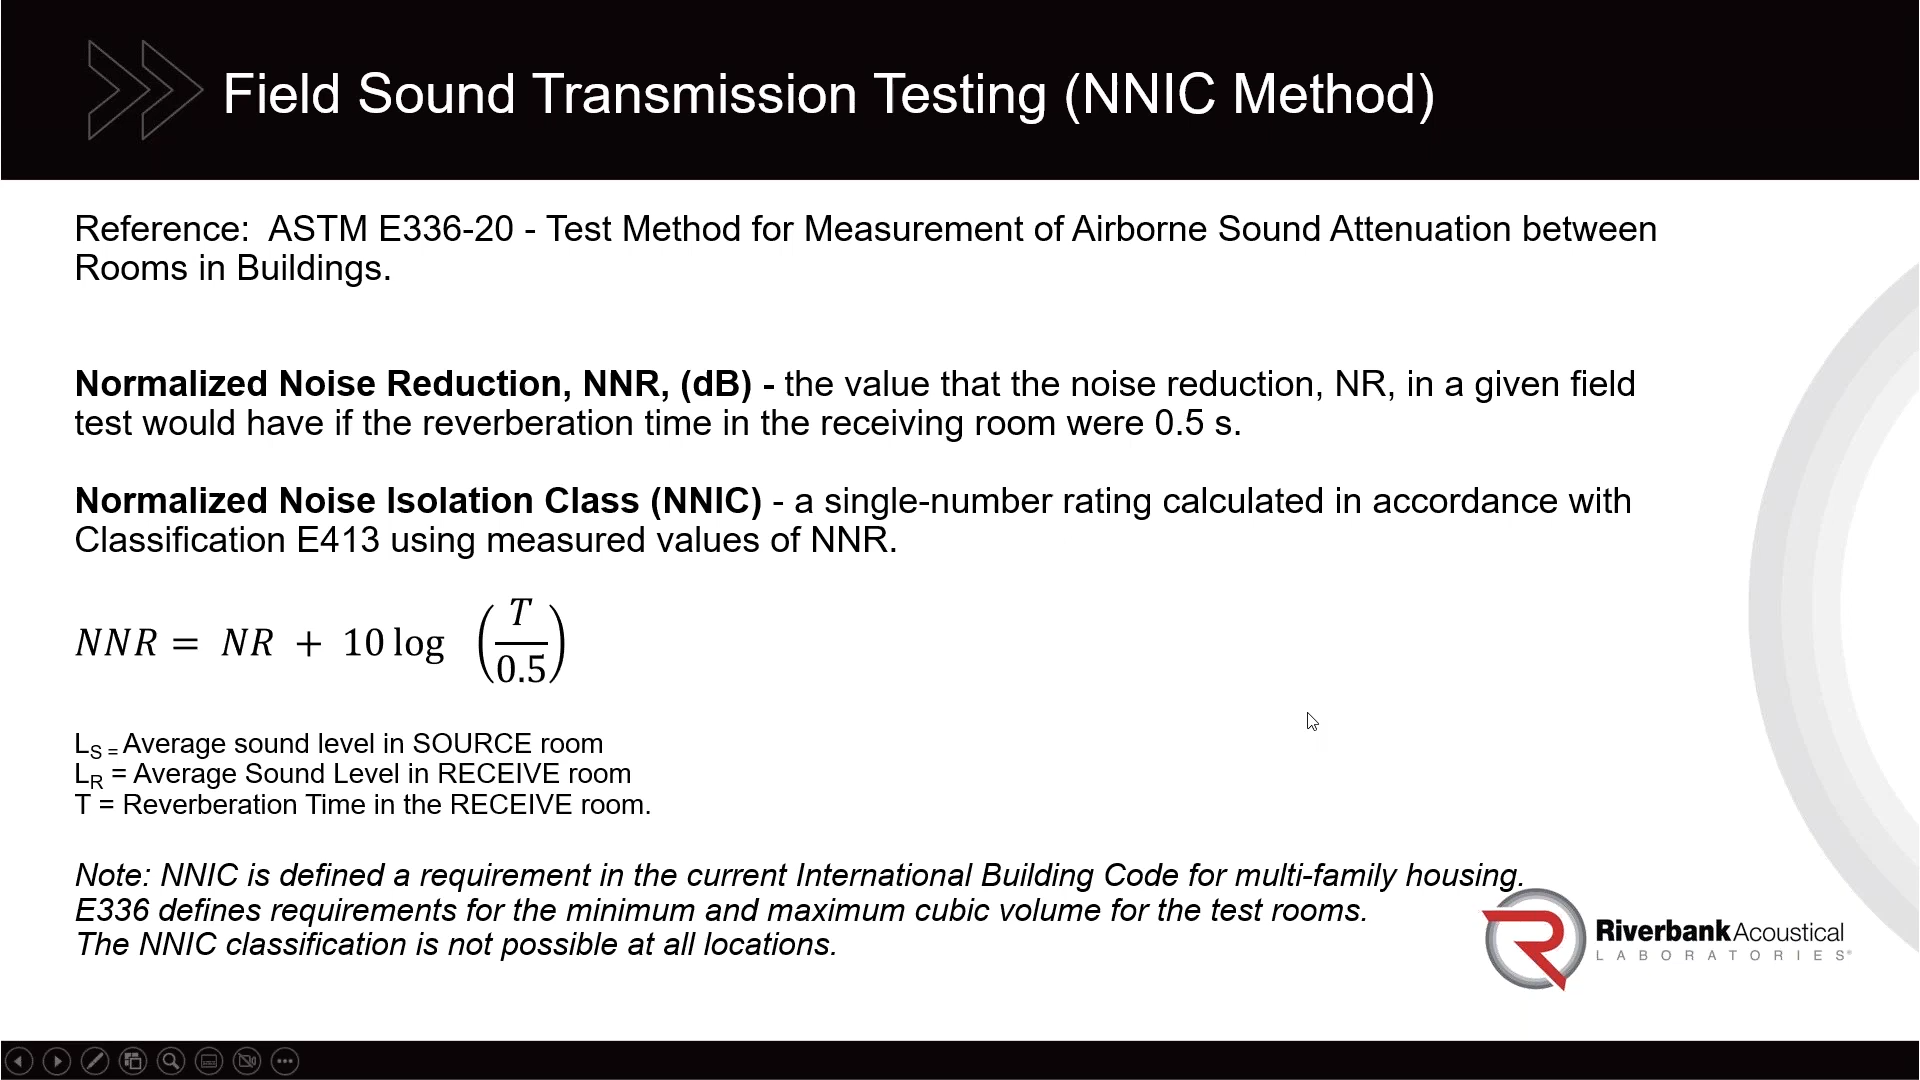 Field Sound Transmission Testing (NNIC Method)
Reference:  ASTM E336-20 - Test Method for Measurement of Airborne Sound Attenuation between
Rooms in Buildings.
Normalized Noise Reduction, NNR, (dB) - the value that the noise reduction, NR, in a given field
test would have if the reverberation time in the receiving room were 0.5 s.
Normalized Noise Isolation Class (NNIC) - a single-number rating calculated in accordance with
Classification E413 using measured values of NNR.
NNR = NR + 10 log (T/0.5)
L_S = Average sound level in SOURCE room
L_R = Average Sound Level in RECEIVE room
T = Reverberation Time in the RECEIVE room.
Note: NNIC is defined a requirement in the current International Building Code for multi-family housing.
E336 defines requirements for the minimum and maximum cubic volume for the test rooms.
The NNIC classification is not possible at all locations.
Riverbank Acoustical
LABORATORIES®